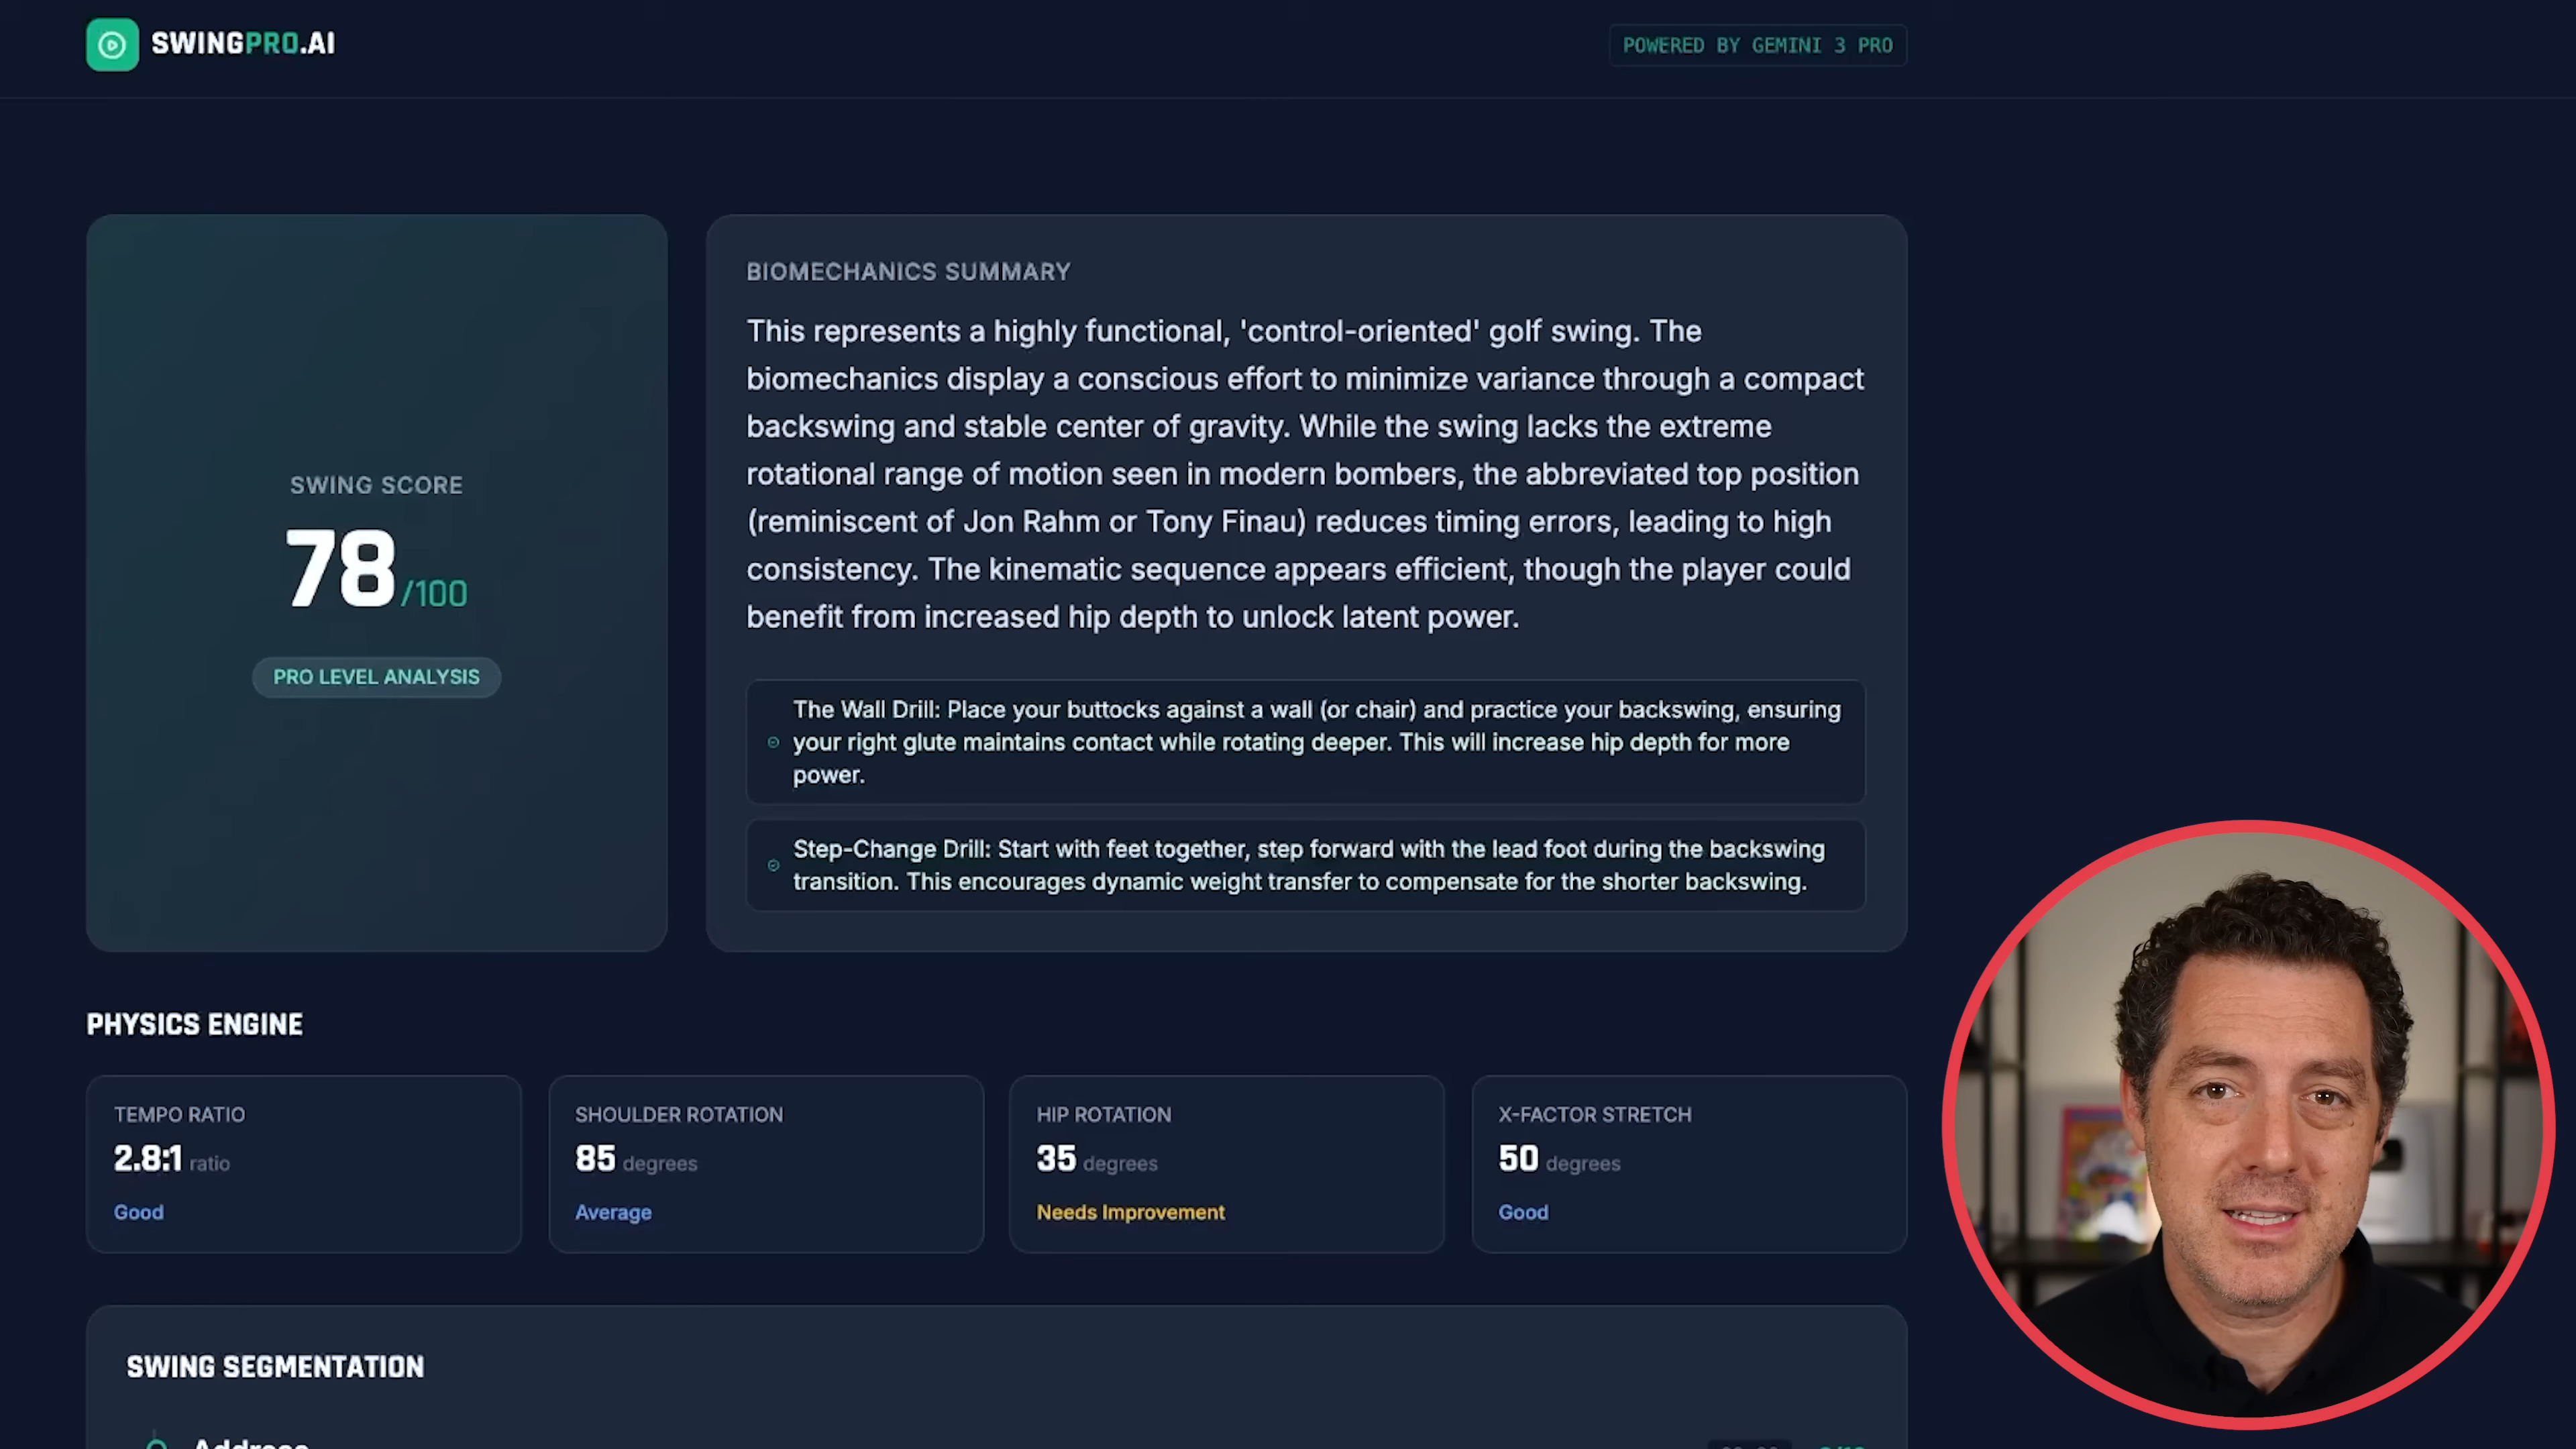 SWINGPRO.AI
POWERED BY GEMINI 3 PRO
SWING SCORE
78/100
PRO LEVEL ANALYSIS
BIOMECHANICS SUMMARY
This represents a highly functional, 'control-oriented' golf swing. The
biomechanics display a conscious effort to minimize variance through a compact
backswing and stable center of gravity. While the swing lacks the extreme
rotational range of motion seen in modern bombers, the abbreviated top position
(reminiscent of Jon Rahm or Tony Finau) reduces timing errors, leading to high
consistency. The kinematic sequence appears efficient, though the player could
benefit from increased hip depth to unlock latent power.
The Wall Drill: Place your buttocks against a wall (or chair) and practice your backswing, ensuring
your right glute maintains contact while rotating deeper. This will increase hip depth for more
power.
Step-Change Drill: Start with feet together, step forward with the lead foot during the backswing
transition. This encourages dynamic weight transfer to compensate for the shorter backswing.
PHYSICS ENGINE
TEMPO RATIO
2.8:1 ratio
Good
SHOULDER ROTATION
85 degrees
Average
HIP ROTATION
35 degrees
Needs Improvement
X-FACTOR STRETCH
50 degrees
Good
SWING SEGMENTATION
Address